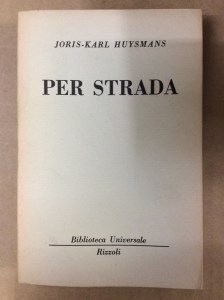 JORIS-KARL HUYSMANS
PER STRADA
Biblioteca Universale
Rizzoli